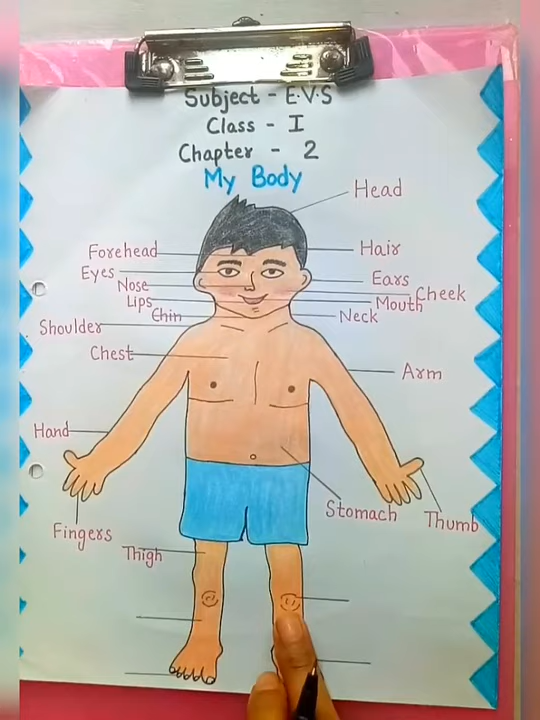 Subject - E.V.S
Class - I
Chapter - 2
My Body
Head
Forehead
Hair
Eyes
Ears
Nose
Cheek
Lips
Mouth
Chin
Neck
Shoulder
Chest
Arm
Hand
Stomach
Thumb
Fingers
Thigh